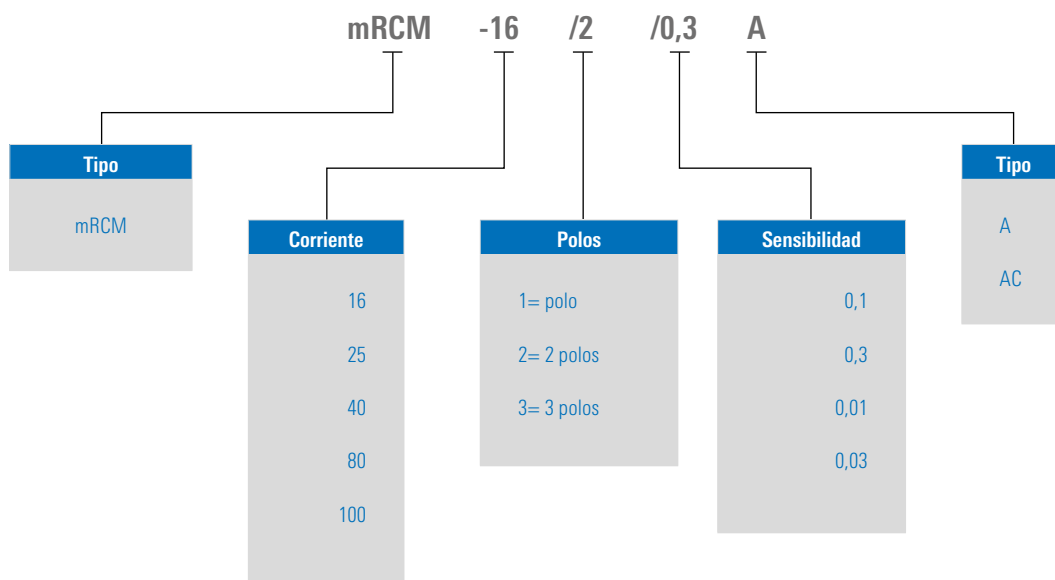 mRCM -16 /2 /0,3 A
Tipo
mRCM
Corriente
16
25
40
80
100
Polos
1= polo
2= 2 polos
3= 3 polos
Sensibilidad
0,1
0,3
0,01
0,03
Tipo
A
AC